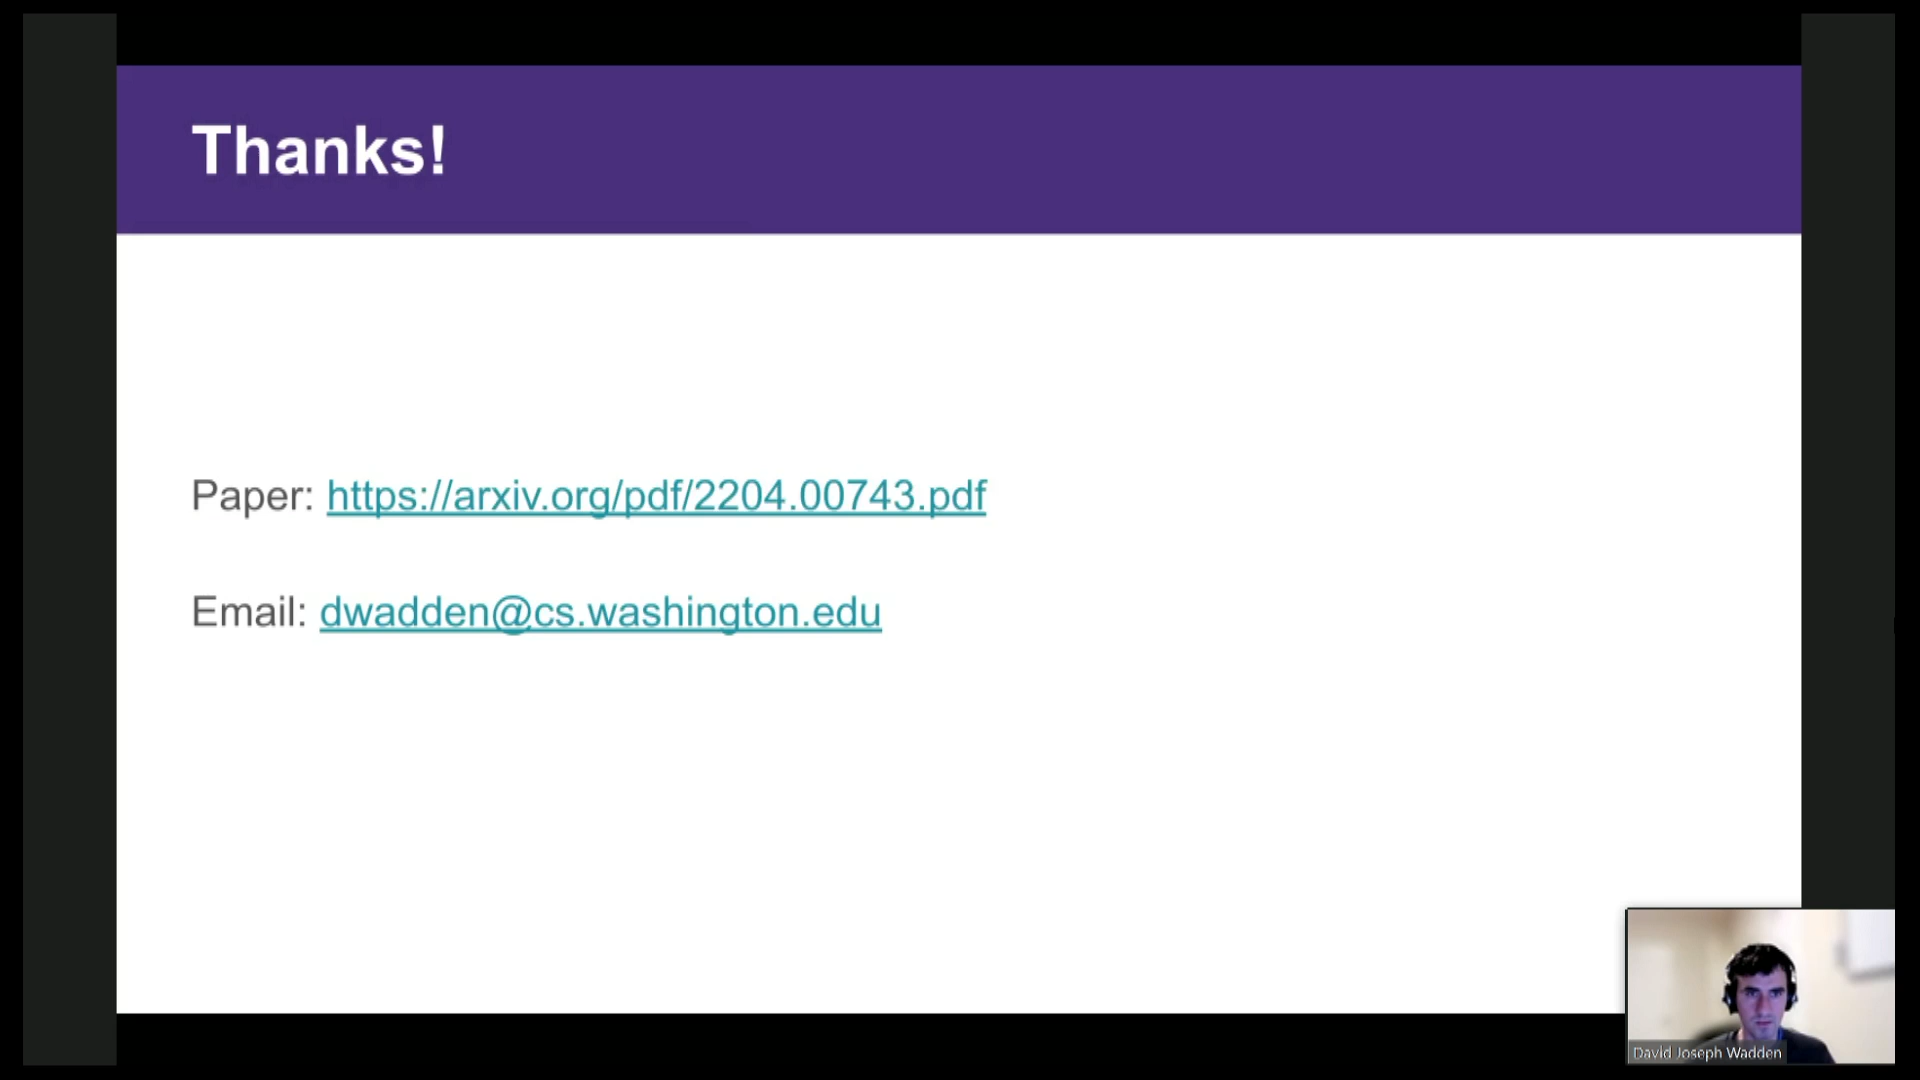 Thanks!
Paper: https://arxiv.org/pdf/2204.00743.pdf
Email: dwadden@cs.washington.edu
David Joseph Wadden